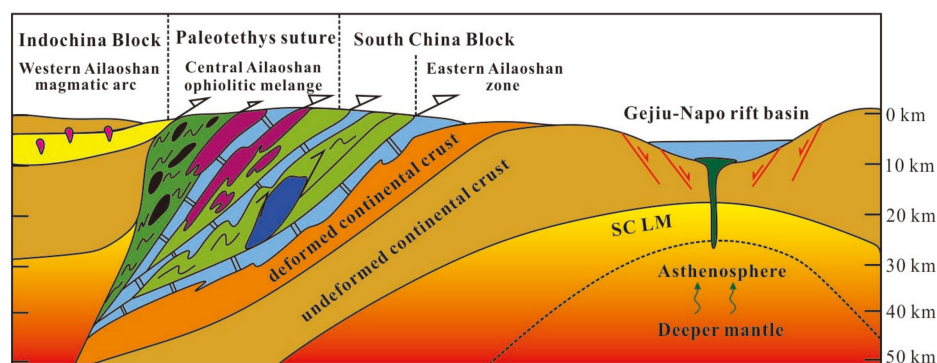 Indochina Block
Paleotethys suture
South China Block
Western Ailaoshan
magmatic arc
Central Ailaoshan
ophiolitic melange
Eastern Ailaoshan
zone
Gejiu-Napo rift basin
0 km
10 km
20 km
30 km
40 km
50 km
deformed continental crust
undeformed continental crust
SC LM
Asthenosphere
Deeper mantle